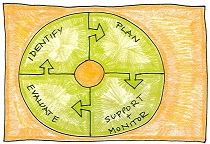 IDENTIFY
PLAN
SUPPORT +
MONITOR
EVALUATE